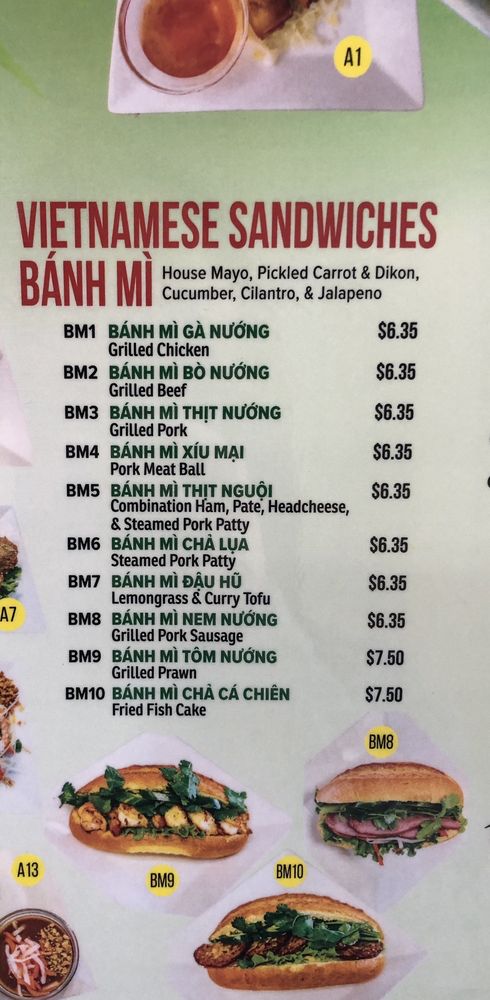 A1
VIETNAMESE SANDWICHES
BÁNH MÌ
House Mayo, Pickled Carrot & Dikon,
Cucumber, Cilantro, & Jalapeno
BM1 BÁNH MÌ GÀ NƯỚNG $6.35
Grilled Chicken
BM2 BÁNH MÌ BÒ NƯỚNG $6.35
Grilled Beef
BM3 BÁNH MÌ THỊT NƯỚNG $6.35
Grilled Pork
BM4 BÁNH MÌ XÍU MẠI $6.35
Pork Meat Ball
BM5 BÁNH MÌ THỊT NGUỘI $6.35
Combination Ham, Pate, Headcheese,
& Steamed Pork Patty
BM6 BÁNH MÌ CHẢ LỤA $6.35
Steamed Pork Patty
BM7 BÁNH MÌ ĐẬU HŨ $6.35
Lemongrass & Curry Tofu
BM8 BÁNH MÌ NEM NƯỚNG $6.35
Grilled Pork Sausage
BM9 BÁNH MÌ TÔM NƯỚNG $7.50
Grilled Prawn
BM10 BÁNH MÌ CHẢ CÁ CHIÊN $7.50
Fried Fish Cake
A7
BM8
A13
BM9
BM10